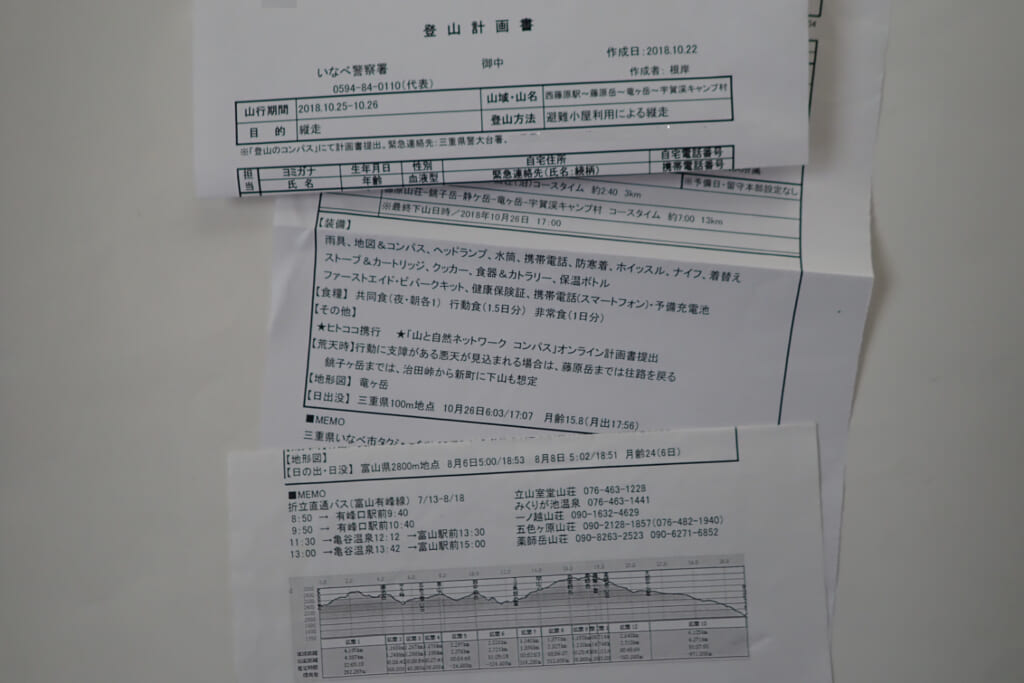 登山計画書
作成日:2018.10.22
いなべ警察署 御中
作成者:根岸
0594-84-0110(代表)
山行期間 2018.10.25-10.26 山域・山名 西藤原駅～藤原岳～竜ヶ岳～宇賀渓キャンプ村
目 的 縦走 登山方法 避難小屋利用による縦走
※「登山のコンパス」にて計画書提出。緊急連絡先:三重県警大台署。
担当 ヨミガナ 生年月日 性別 自宅住所 自宅電話番号
氏 名 年齢 血液型 緊急連絡先(氏名:続柄) 携帯電話番号
コースタイム 約2:40 3km ※予備日・留守本部設定なし
藤原山荘-銚子岳-静ケ岳-竜ヶ岳-宇賀渓キャンプ村 コースタイム 約7:00 13km
※最終下山日時/2018年10月26日 17:00
【装備】
雨具、地図&コンパス、ヘッドランプ、水筒、携帯電話、防寒着、ホイッスル、ナイフ、着替え
ストーブ&カートリッジ、クッカー、食器&カトラリー、保温ボトル
ファーストエイド・ビバークキット、健康保険証、携帯電話(スマートフォン)・予備充電池
【食糧】 共同食(夜・朝各1) 行動食(1.5日分) 非常食(1日分)
【その他】
★ヒトココ携行 ★「山と自然ネットワーク コンパス」オンライン計画書提出
【荒天時】行動に支障がある悪天が見込まれる場合は、藤原岳までは往路を戻る
銚子ヶ岳までは、治田峠から新町に下山も想定
【地形図】 竜ヶ岳
【日出没】 三重県100m地点 10月26日6:03/17:07 月齢15.8(月出17:56)
■MEMO
三重県いなべ市タクシ
【地形図】
【日の出・日没】 富山県2800m地点 8月6日5:00/18:53 8月8日 5:02/18:51 月齢24(6日)
■MEMO
折立直通バス(富山有峰線) 7/13-8/18
8:50 → 有峰口駅前9:40
9:50 → 有峰口駅前10:40
11:30 →亀谷温泉12:12 →富山駅前13:30
13:00 →亀谷温泉13:42 →富山駅前15:00
立山室堂山荘 076-463-1228
みくりが池温泉 076-463-1441
一ノ越山荘 090-1632-4629
五色ヶ原山荘 090-2128-1857(076-482-1940)
薬師岳山荘 090-8263-2523 090-6271-6852